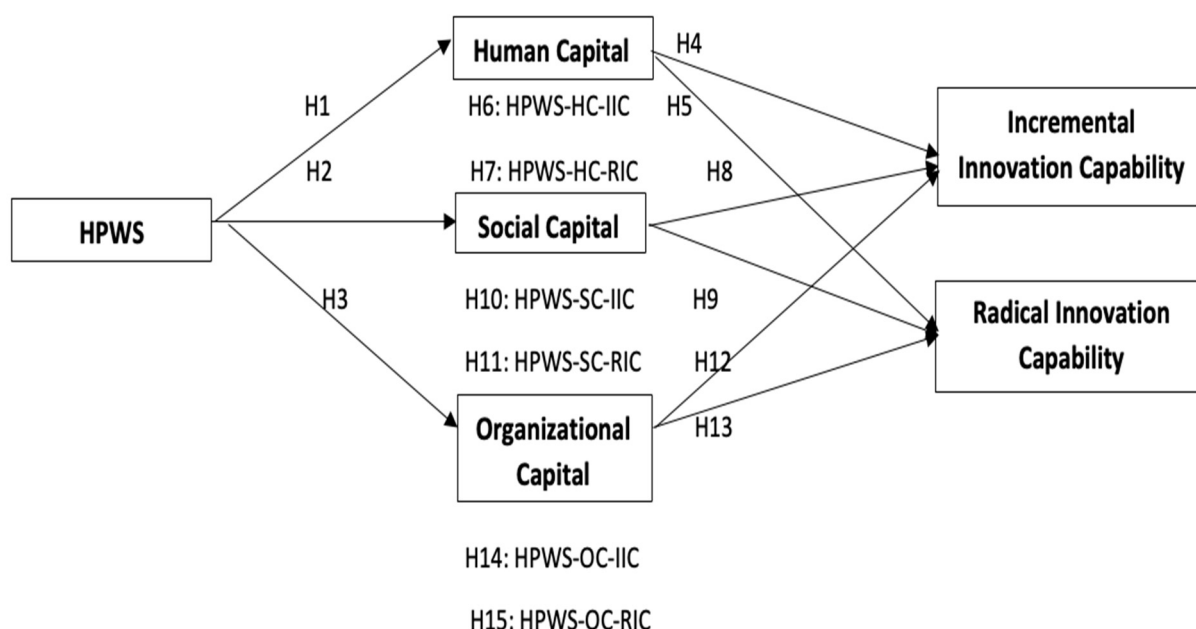 Human Capital
H4
H1
H6: HPWS-HC-IIC
H5
Incremental
Innovation Capability
H2
H7: HPWS-HC-RIC
H8
HPWS
Social Capital
H3
H10: HPWS-SC-IIC
H9
Radical Innovation
Capability
H11: HPWS-SC-RIC
H12
Organizational
Capital
H13
H14: HPWS-OC-IIC
H15: HPWS-OC-RIC